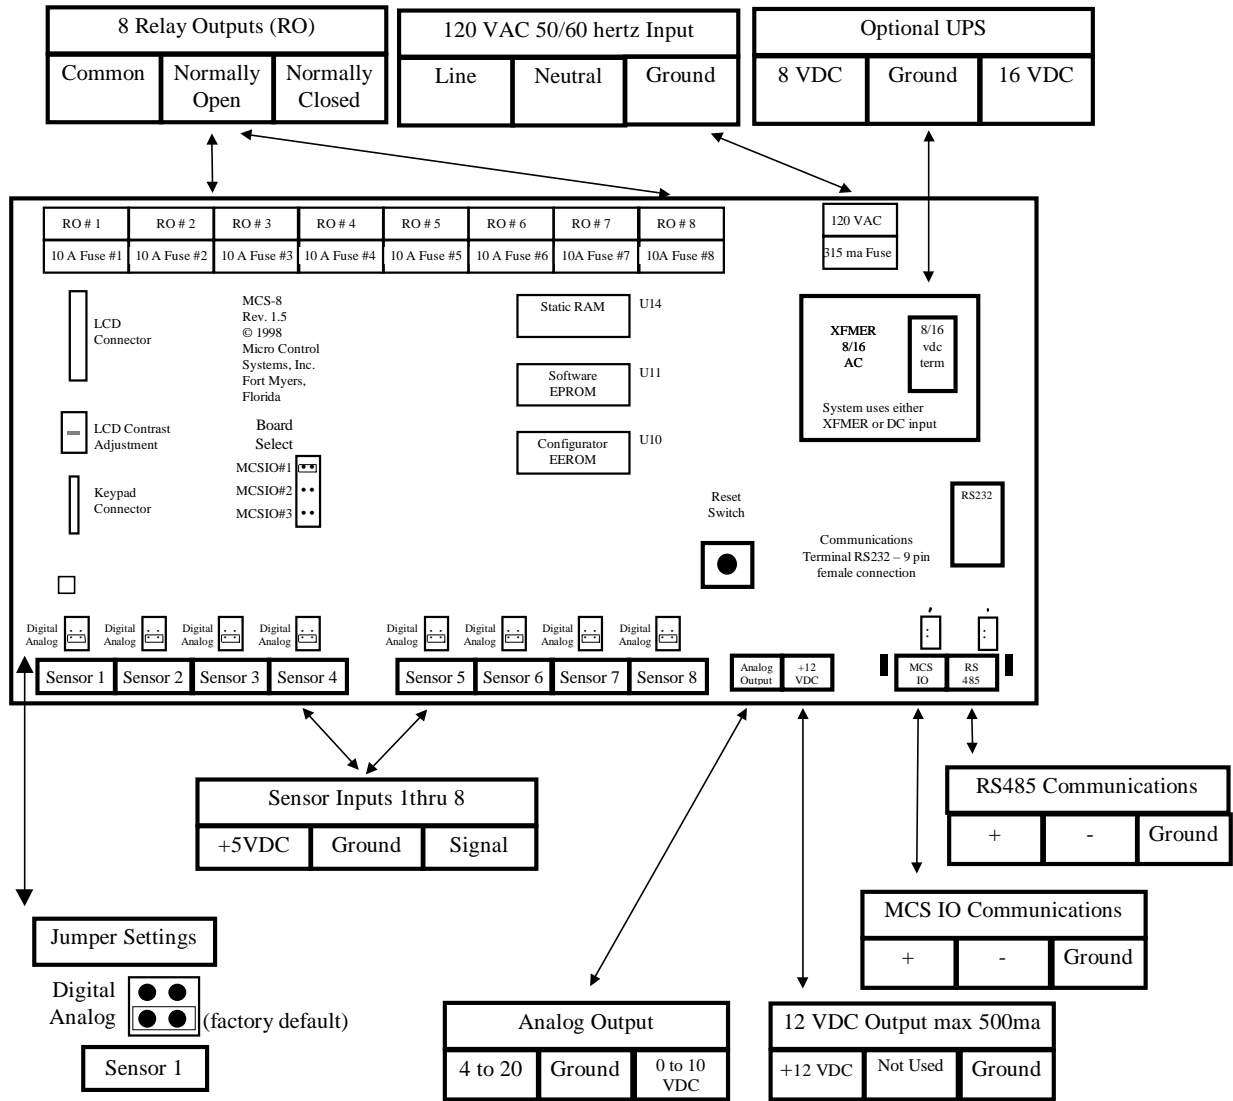 8 Relay Outputs (RO)
Common
Normally
Open
Normally
Closed
120 VAC 50/60 hertz Input
Line
Neutral
Ground
Optional UPS
8 VDC
Ground
16 VDC
RO # 1
RO # 2
RO # 3
RO # 4
RO # 5
RO # 6
RO # 7
RO # 8
10 A Fuse #1
10 A Fuse #2
10 A Fuse #3
10 A Fuse #4
10 A Fuse #5
10 A Fuse #6
10A Fuse #7
10A Fuse #8
120 VAC
315 ma Fuse
LCD
Connector
MCS-8
Rev. 1.5
© 1998
Micro Control
Systems, Inc.
Fort Myers,
Florida
Static RAM
U14
Software
EPROM
U11
Configurator
EEROM
U10
XFMER
8/16
AC
8/16
vdc
term
System uses either
XFMER or DC input
LCD Contrast
Adjustment
Board
Select
MCSIO#1
MCSIO#2
MCSIO#3
Keypad
Connector
Reset
Switch
RS232
Communications
Terminal RS232 – 9 pin
female connection
Digital
Analog
Digital
Analog
Digital
Analog
Digital
Analog
Digital
Analog
Digital
Analog
Digital
Analog
Digital
Analog
Sensor 1
Sensor 2
Sensor 3
Sensor 4
Sensor 5
Sensor 6
Sensor 7
Sensor 8
Analog
Output
+12
VDC
MCS
IO
RS
485
Sensor Inputs 1thru 8
+5VDC
Ground
Signal
RS485 Communications
+
-
Ground
MCS IO Communications
+
-
Ground
Jumper Settings
Digital
Analog
(factory default)
Sensor 1
Analog Output
4 to 20
Ground
0 to 10
VDC
12 VDC Output max 500ma
+12 VDC
Not Used
Ground